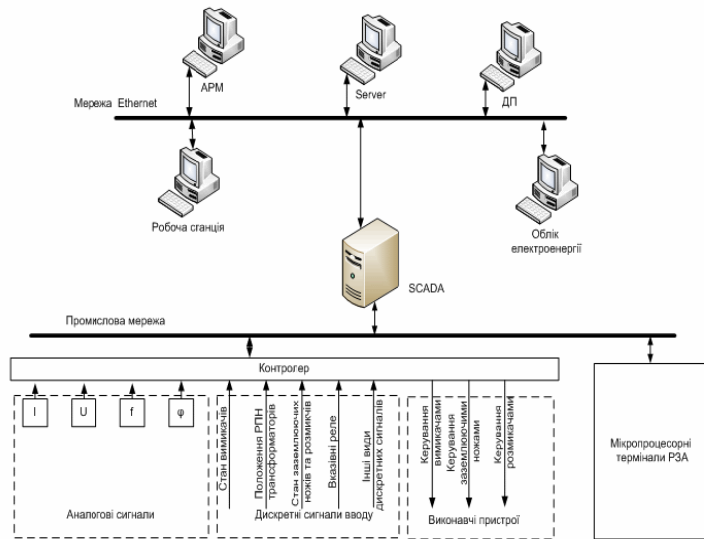 АРМ
Server
ДП
Мережа Ethernet
Робоча станція
Облік
електроенергії
SCADA
Промислова мережа
Контрогер
I
U
f
φ
Стан вимикачів
Положення РПН
трансформаторів
Стан заземлюючих
ножів та розмикчів
Вказівні реле
Інші види
дискретних сигналів
Керування
вимикачами
Керування
заземлюючими
ножами
Керування
розмикачами
Мікропроцесорні
термінали РЗА
Аналогові сигнали
Дискретні сигнали вводу
Виконавчі пристрої